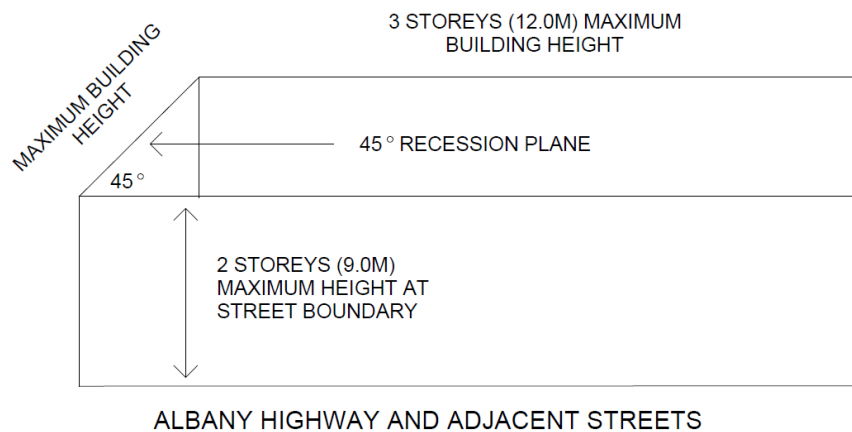 3 STOREYS (12.0M) MAXIMUM
BUILDING HEIGHT
MAXIMUM BUILDING
HEIGHT
45° RECESSION PLANE
45°
2 STOREYS (9.0M)
MAXIMUM HEIGHT AT
STREET BOUNDARY
ALBANY HIGHWAY AND ADJACENT STREETS